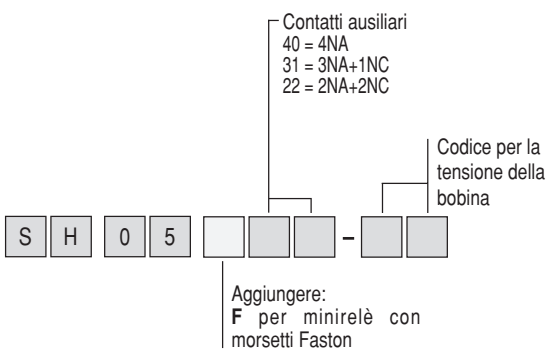 Contatti ausiliari
40 = 4NA
31 = 3NA+1NC
22 = 2NA+2NC
Codice per la
tensione della
bobina
S H 0 5 –
Aggiungere:
F per minirelè con
morsetti Faston